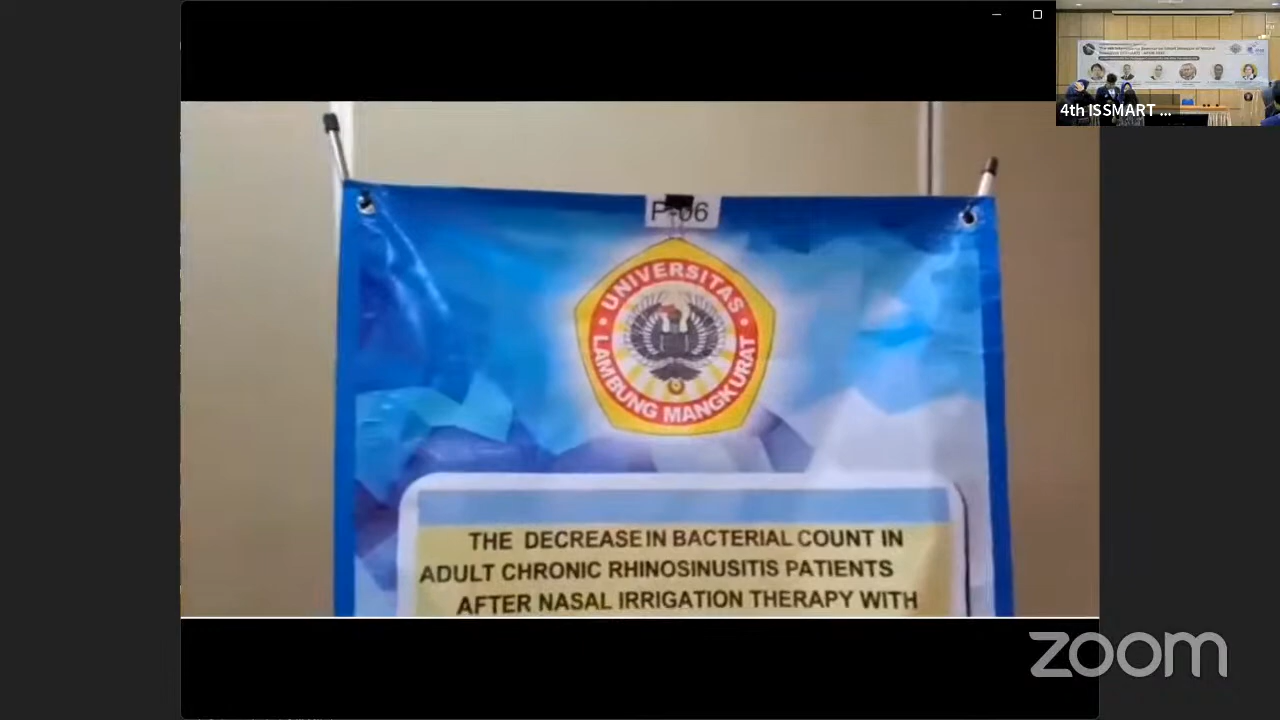 4th ISSMART ...
P-06
UNIVERSITAS
LAMBUNG MANGKURAT
THE DECREASE IN BACTERIAL COUNT IN
ADULT CHRONIC RHINOSINUSITIS PATIENTS
AFTER NASAL IRRIGATION THERAPY WITH
zoom